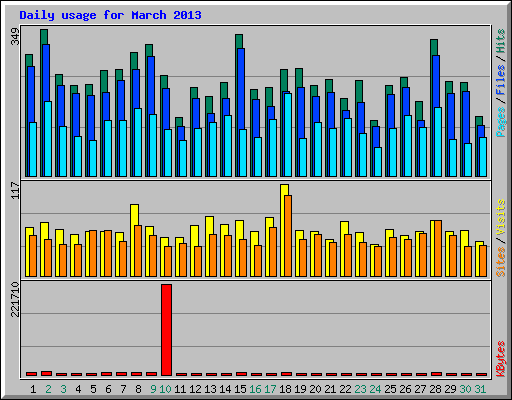 Daily usage for March 2013
349
Pages / Files / Hits
117
Sites / Visits
221710
KBytes
1 2 3 4 5 6 7 8 9 10 11 12 13 14 15 16 17 18 19 20 21 22 23 24 25 26 27 28 29 30 31